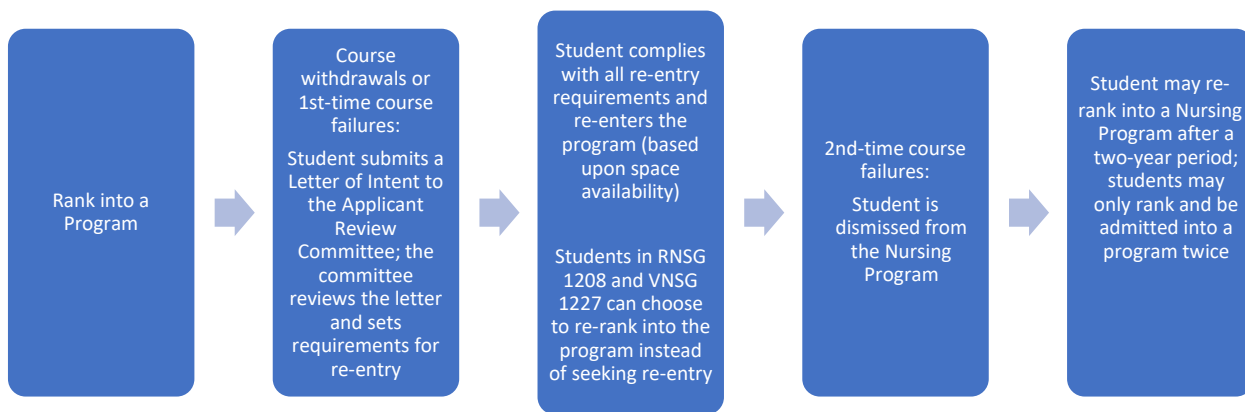 Rank into a
Program
Course
withdrawals or
1st-time course
failures:
Student submits a
Letter of Intent to
the Applicant
Review
Committee; the
committee
reviews the letter
and sets
requirements for
re-entry
Student complies
with all re-entry
requirements and
re-enters the
program (based
upon space
availability)
Students in RNSG
1208 and VNSG
1227 can choose
to re-rank into the
program instead
of seeking re-entry
2nd-time course
failures:
Student is
dismissed from
the Nursing
Program
Student may re-
rank into a Nursing
Program after a
two-year period;
students may
only rank and be
admitted into a
program twice